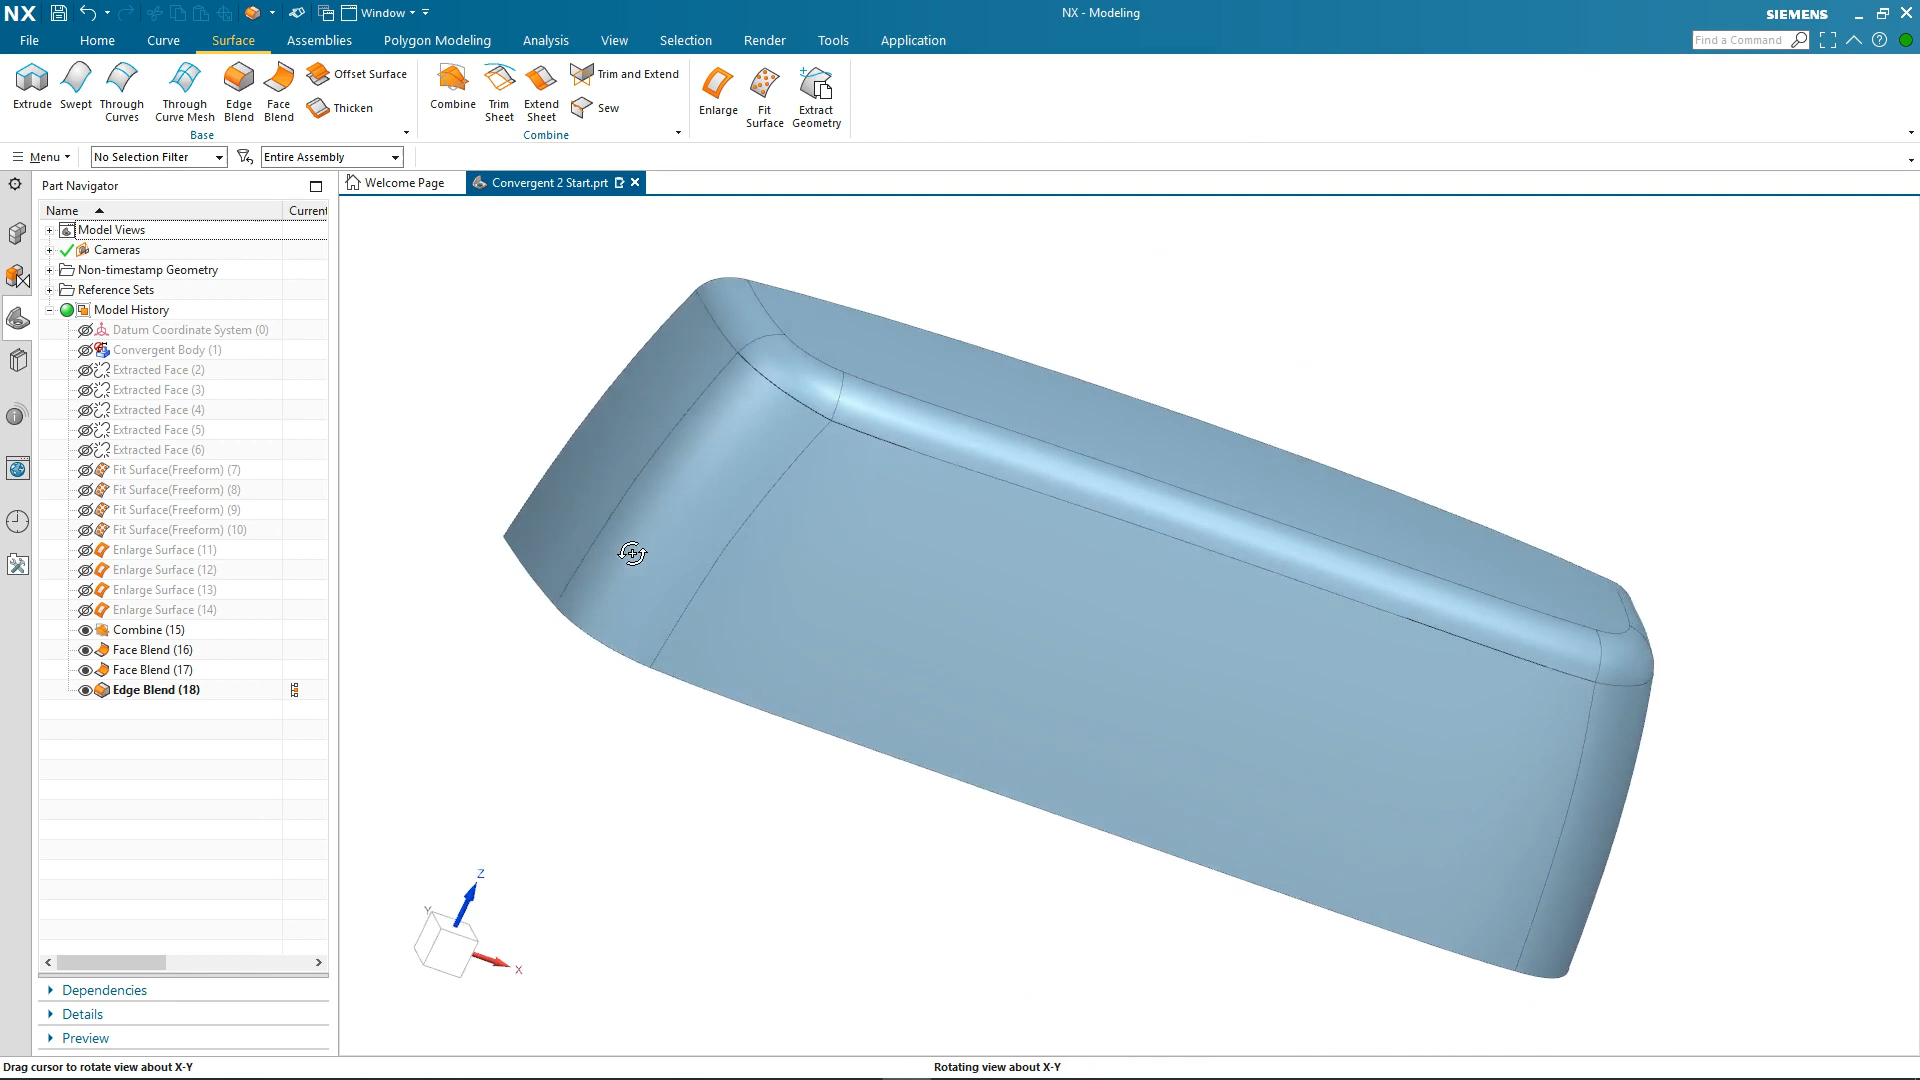 NX
Window
NX - Modeling
SIEMENS
File
Home
Curve
Surface
Assemblies
Polygon Modeling
Analysis
View
Selection
Render
Tools
Application
Find a Command
Extrude
Swept
Through Curves
Through Curve Mesh
Edge Blend
Face Blend
Offset Surface
Thicken
Base
Combine
Trim Sheet
Extend Sheet
Trim and Extend
Sew
Combine
Enlarge
Fit Surface
Extract Geometry
Menu
No Selection Filter
Entire Assembly
Part Navigator
Welcome Page
Convergent 2 Start.prt
Name
Current
Model Views
Cameras
Non-timestamp Geometry
Reference Sets
Model History
Datum Coordinate System (0)
Convergent Body (1)
Extracted Face (2)
Extracted Face (3)
Extracted Face (4)
Extracted Face (5)
Extracted Face (6)
Fit Surface(Freeform) (7)
Fit Surface(Freeform) (8)
Fit Surface(Freeform) (9)
Fit Surface(Freeform) (10)
Enlarge Surface (11)
Enlarge Surface (12)
Enlarge Surface (13)
Enlarge Surface (14)
Combine (15)
Face Blend (16)
Face Blend (17)
Edge Blend (18)
Z
Y
X
Dependencies
Details
Preview
Drag cursor to rotate view about X-Y
Rotating view about X-Y